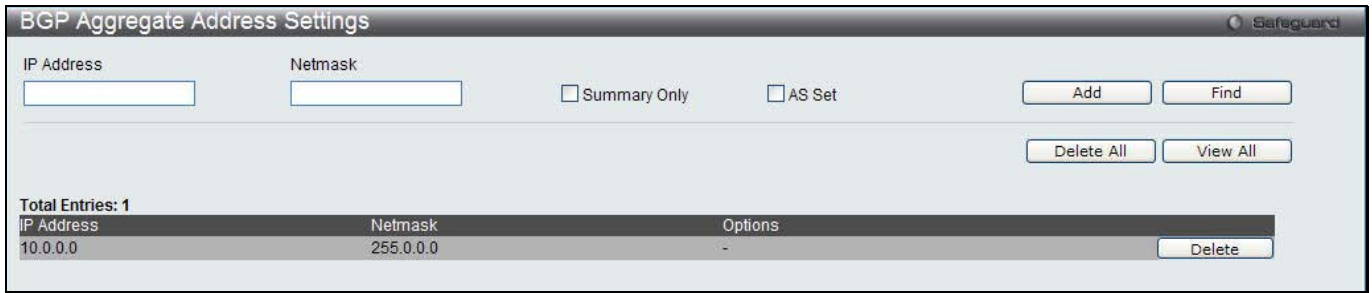 BGP Aggregate Address Settings
Safeguard
IP Address Netmask
Summary Only AS Set Add Find
Delete All View All
Total Entries: 1
IP Address Netmask Options
10.0.0.0 255.0.0.0 - Delete